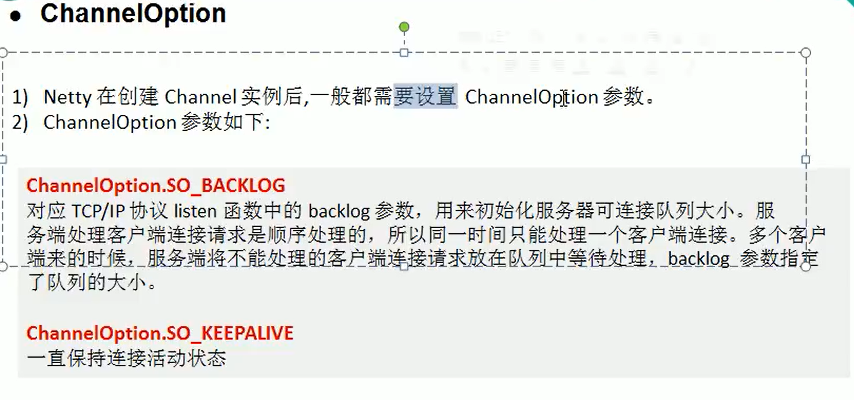 ● ChannelOption
1) Netty 在创建 Channel 实例后,一般都需要设置 ChannelOption 参数。
2) ChannelOption 参数如下:
ChannelOption.SO_BACKLOG
对应 TCP/IP 协议 listen 函数中的 backlog 参数，用来初始化服务器可连接队列大小。服
务端处理客户端连接请求是顺序处理的，所以同一时间只能处理一个客户端连接。多个客户
端来的时候，服务端将不能处理的客户端连接请求放在队列中等待处理，backlog 参数指定
了队列的大小。
ChannelOption.SO_KEEPALIVE
一直保持连接活动状态